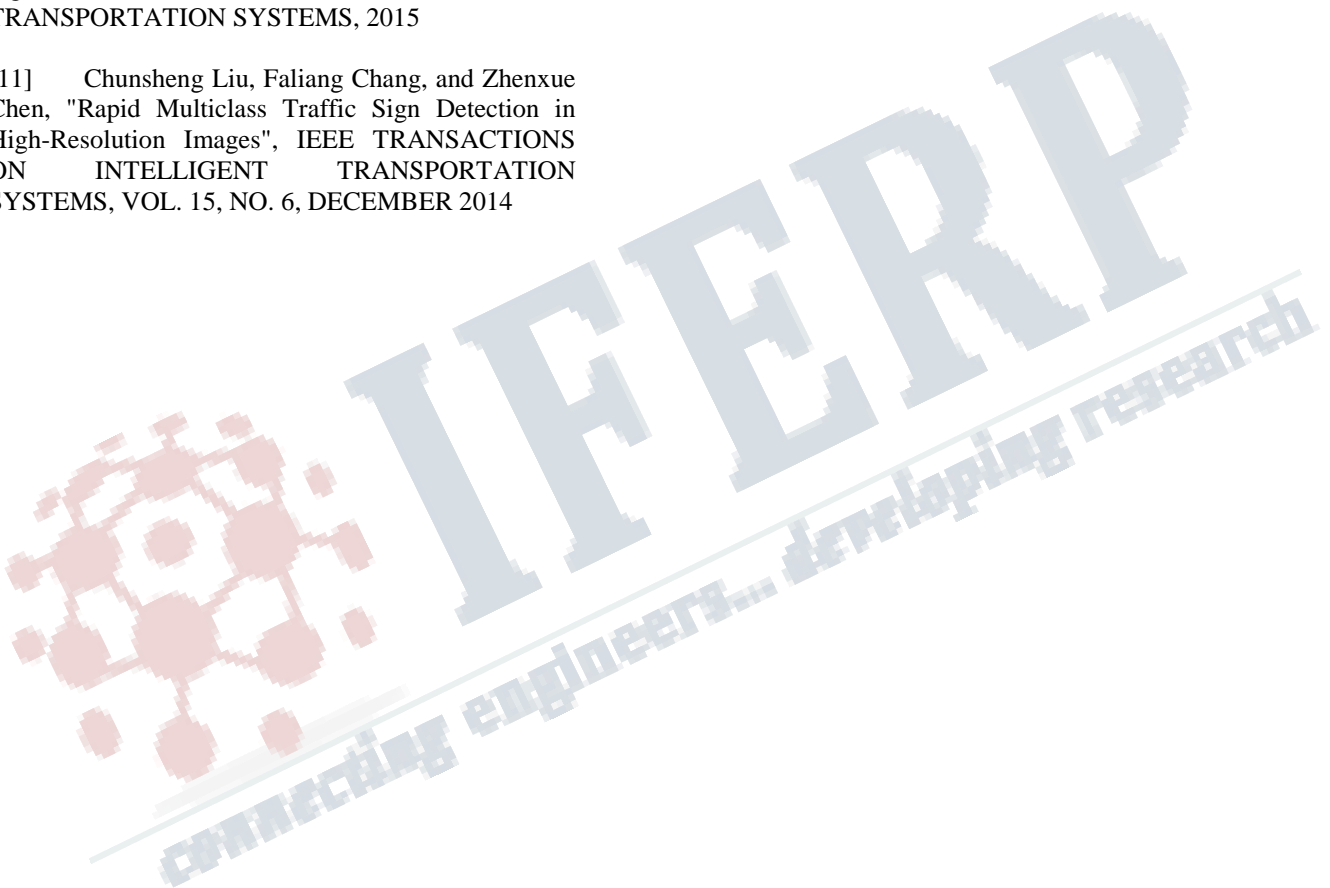 TRANSPORTATION SYSTEMS, 2015
11] Chunsheng Liu, Faliang Chang, and Zhenxue
Chen, "Rapid Multiclass Traffic Sign Detection in
High-Resolution Images", IEEE TRANSACTIONS
ON INTELLIGENT TRANSPORTATION
SYSTEMS, VOL. 15, NO. 6, DECEMBER 2014
IFERP
connecting engineers... developing research